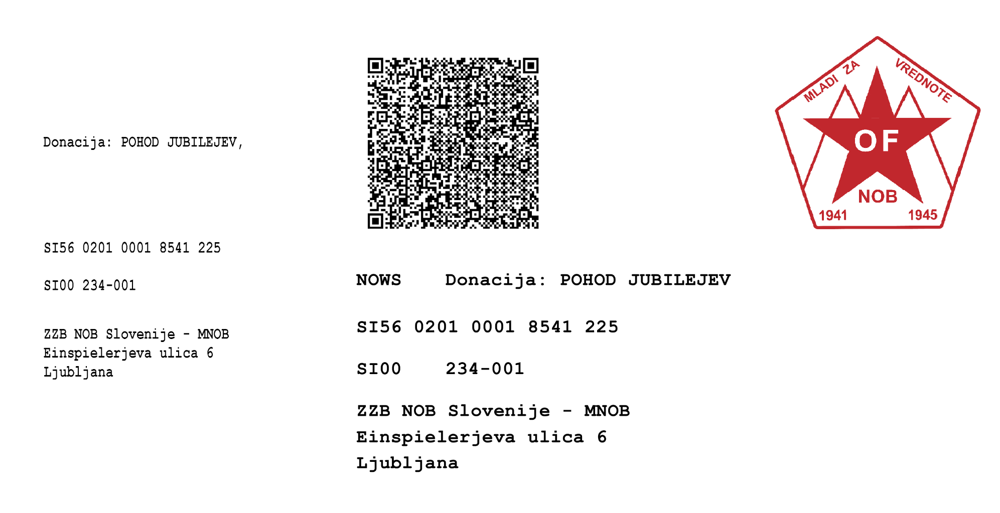 Donacija: POHOD JUBILEJEV,
SI56 0201 0001 8541 225
SI00 234-001
ZZB NOB Slovenije - MNOB
Einspielerjeva ulica 6
Ljubljana
NOWS Donacija: POHOD JUBILEJEV
SI56 0201 0001 8541 225
SI00 234-001
ZZB NOB Slovenije - MNOB
Einspielerjeva ulica 6
Ljubljana
MLADI ZA VREDNOTE
OF
NOB
1941 1945